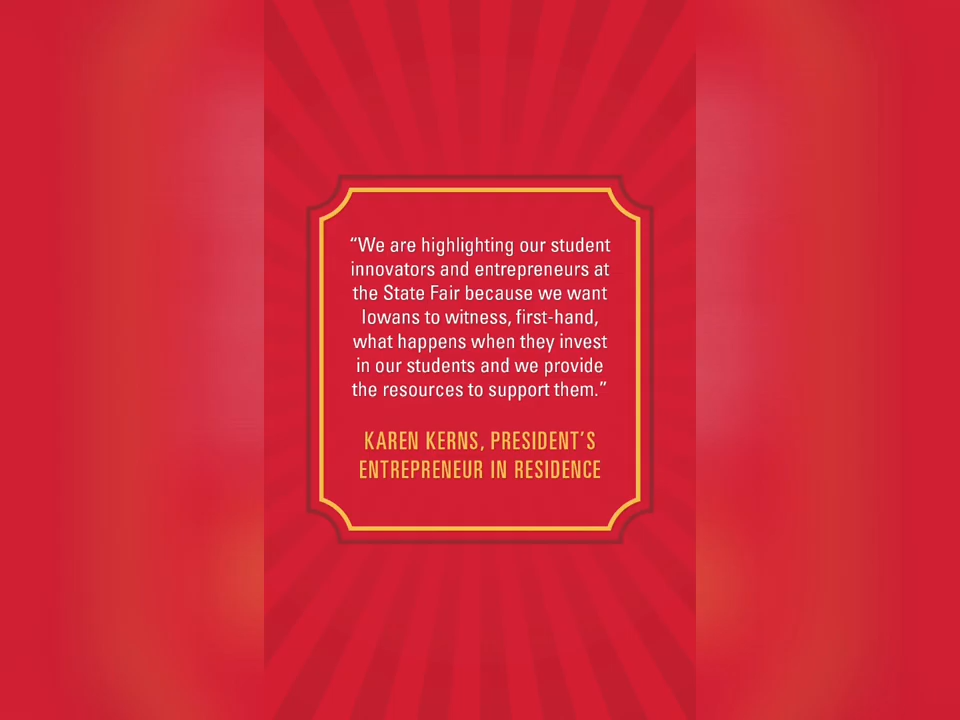 “We are highlighting our student
innovators and entrepreneurs at
the State Fair because we want
Iowans to witness, first-hand,
what happens when they invest
in our students and we provide
the resources to support them.”
KAREN KERNS, PRESIDENT’S
ENTREPRENEUR IN RESIDENCE